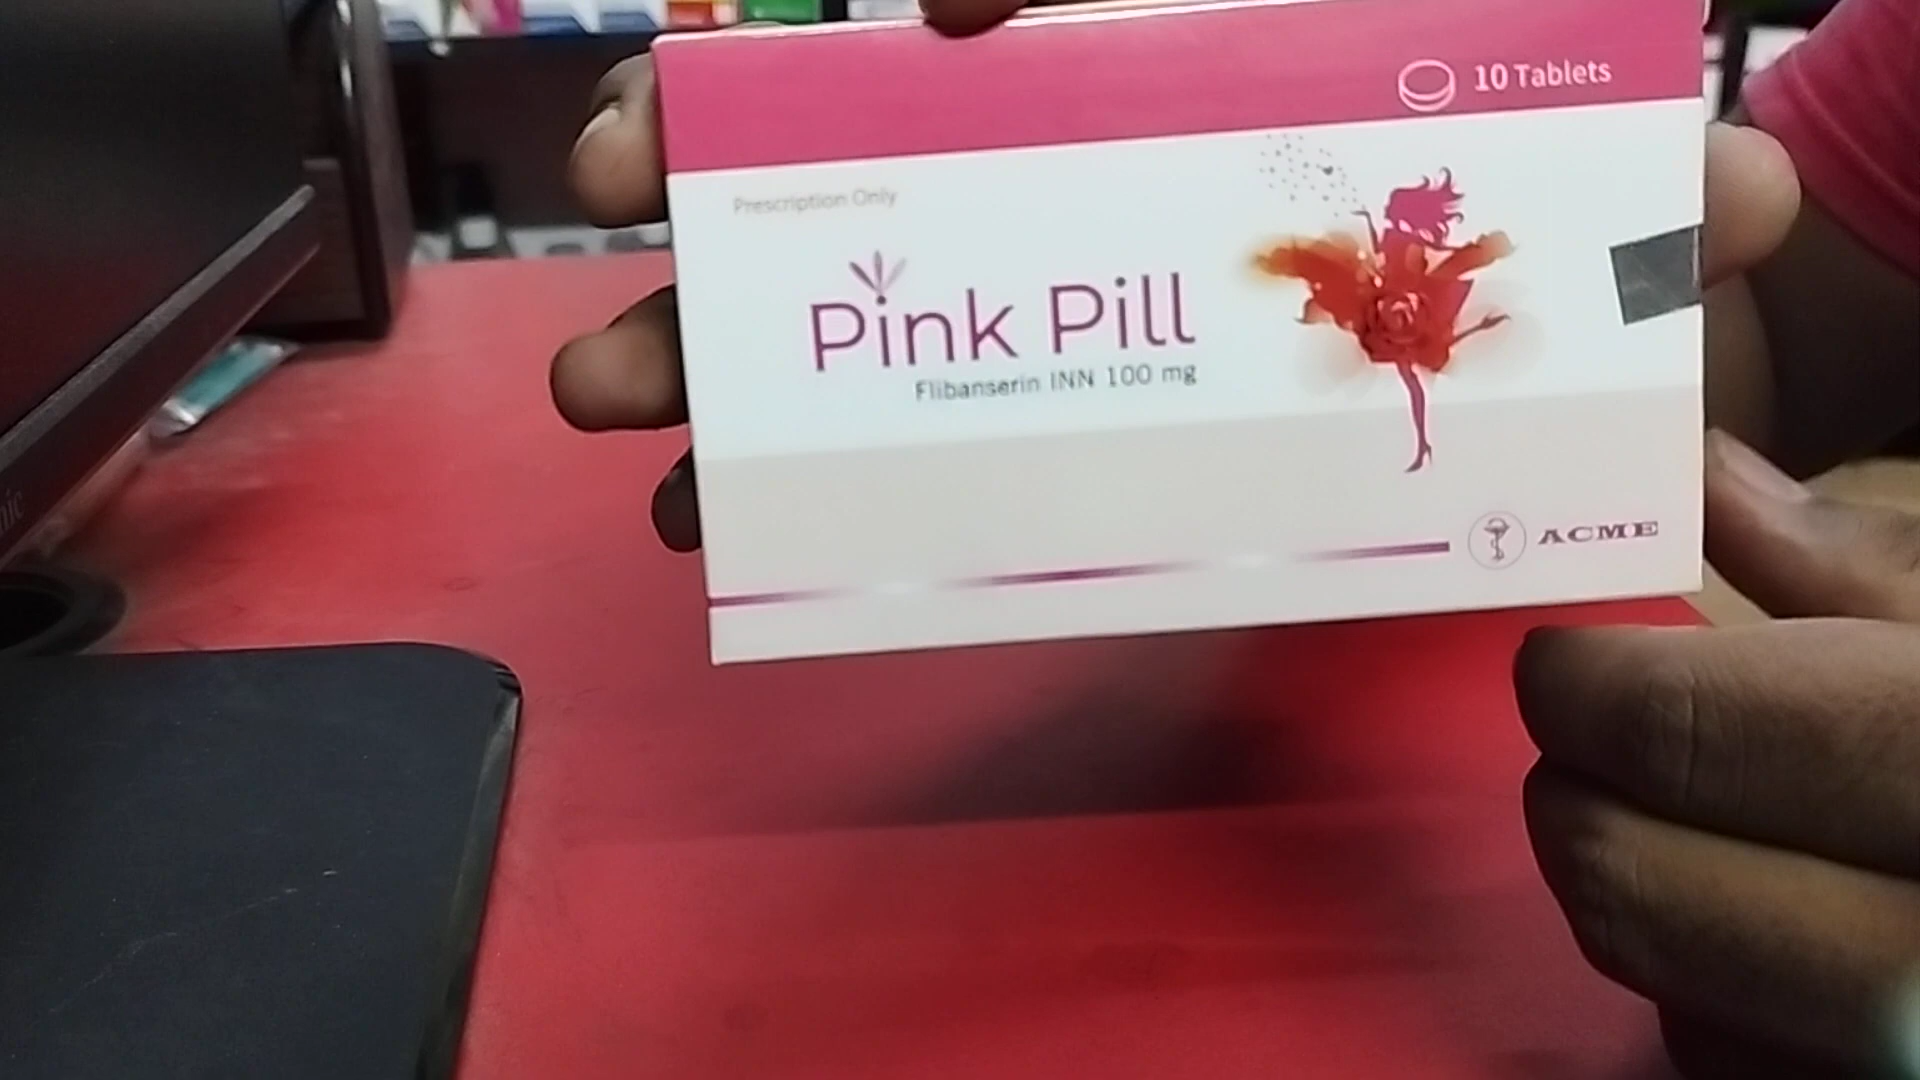 10 Tablets
Prescription Only
Pink Pill
Flibanserin INN 100 mg
ACME